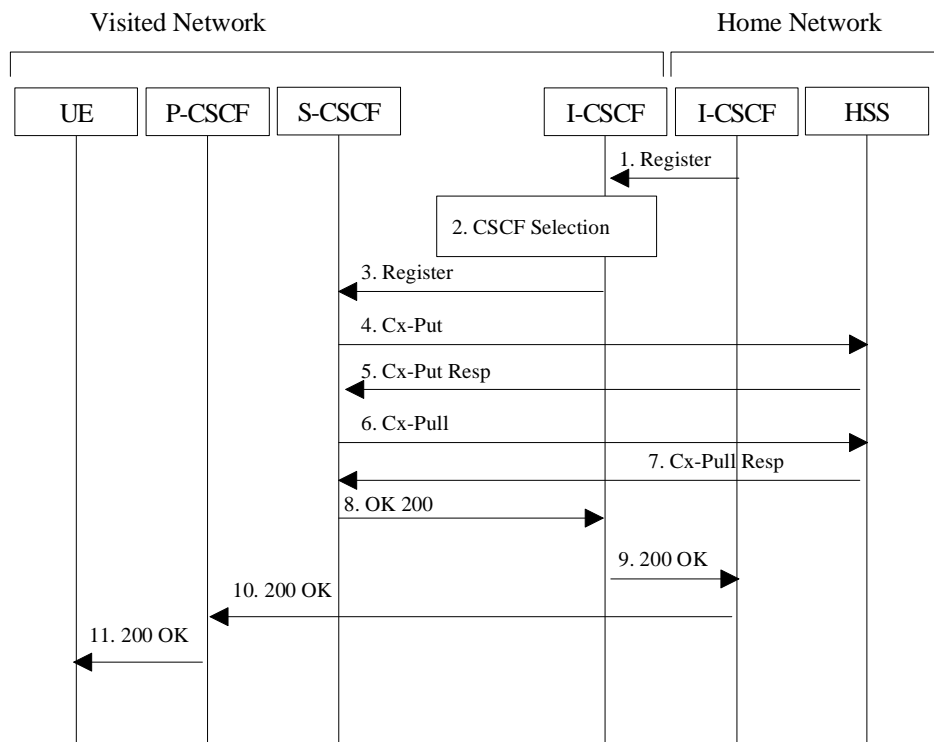 Visited Network
Home Network
UE
P-CSCF
S-CSCF
I-CSCF
I-CSCF
HSS
1. Register
2. CSCF Selection
3. Register
4. Cx-Put
5. Cx-Put Resp
6. Cx-Pull
7. Cx-Pull Resp
8. OK 200
9. 200 OK
10. 200 OK
11. 200 OK